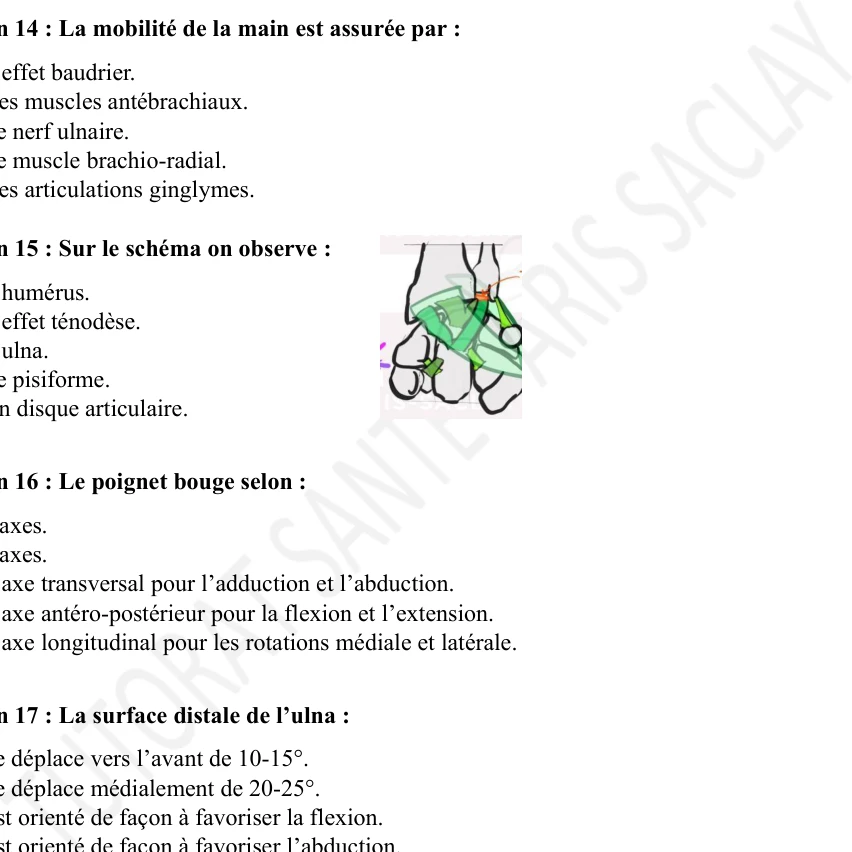 n 14 : La mobilité de la main est assurée par :
effet baudrier.
es muscles antébrachiaux.
e nerf ulnaire.
e muscle brachio-radial.
es articulations ginglymes.
n 15 : Sur le schéma on observe :
humérus.
effet ténodèse.
ulna.
e pisiforme.
n disque articulaire.
n 16 : Le poignet bouge selon :
axes.
axes.
axe transversal pour l’adduction et l’abduction.
axe antéro-postérieur pour la flexion et l’extension.
axe longitudinal pour les rotations médiale et latérale.
n 17 : La surface distale de l’ulna :
e déplace vers l’avant de 10-15°.
e déplace médialement de 20-25°.
st orienté de façon à favoriser la flexion.
st orienté de façon à favoriser l’abduction.
TUTORAT SANTE PARIS SACLAY